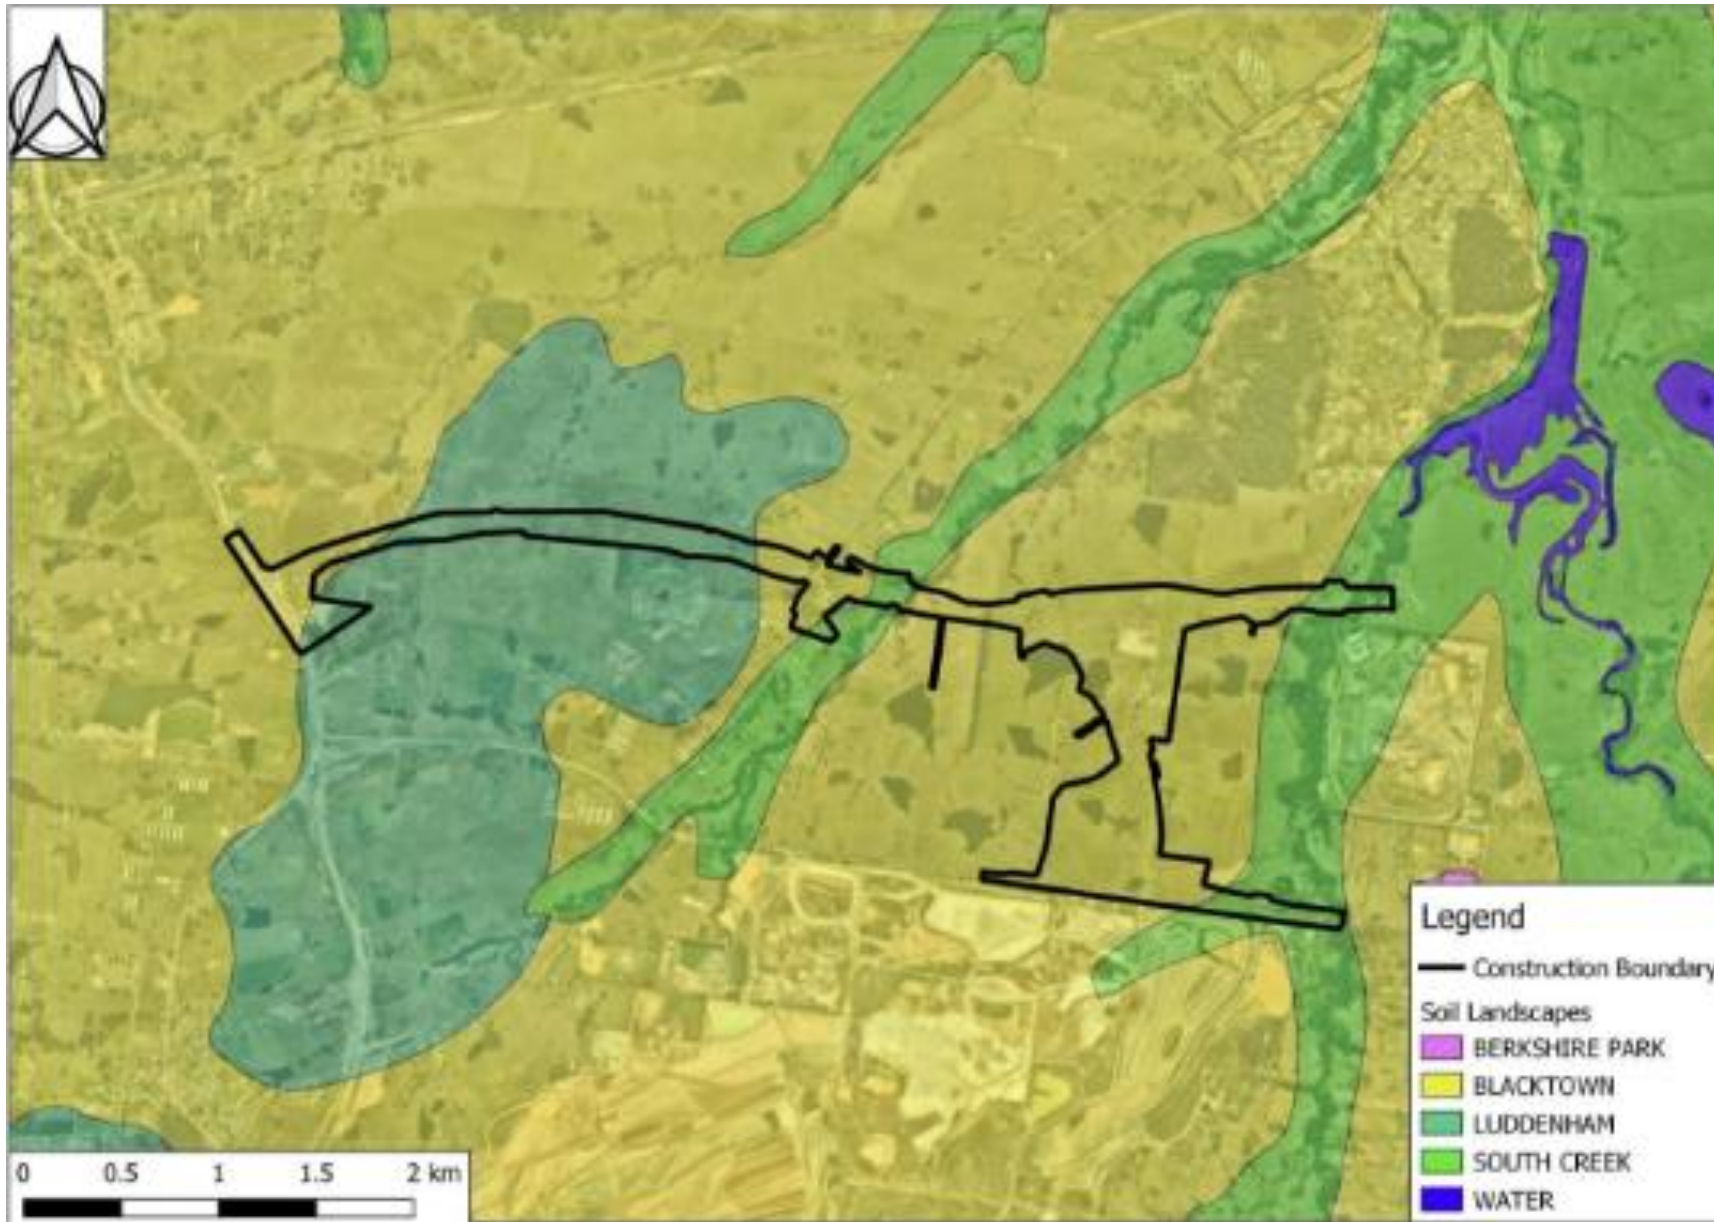 Legend
Construction Boundary
Soil Landscapes
BERKSHIRE PARK
BLACKTOWN
LUDDENHAM
SOUTH CREEK
WATER
0 0.5 1 1.5 2 km